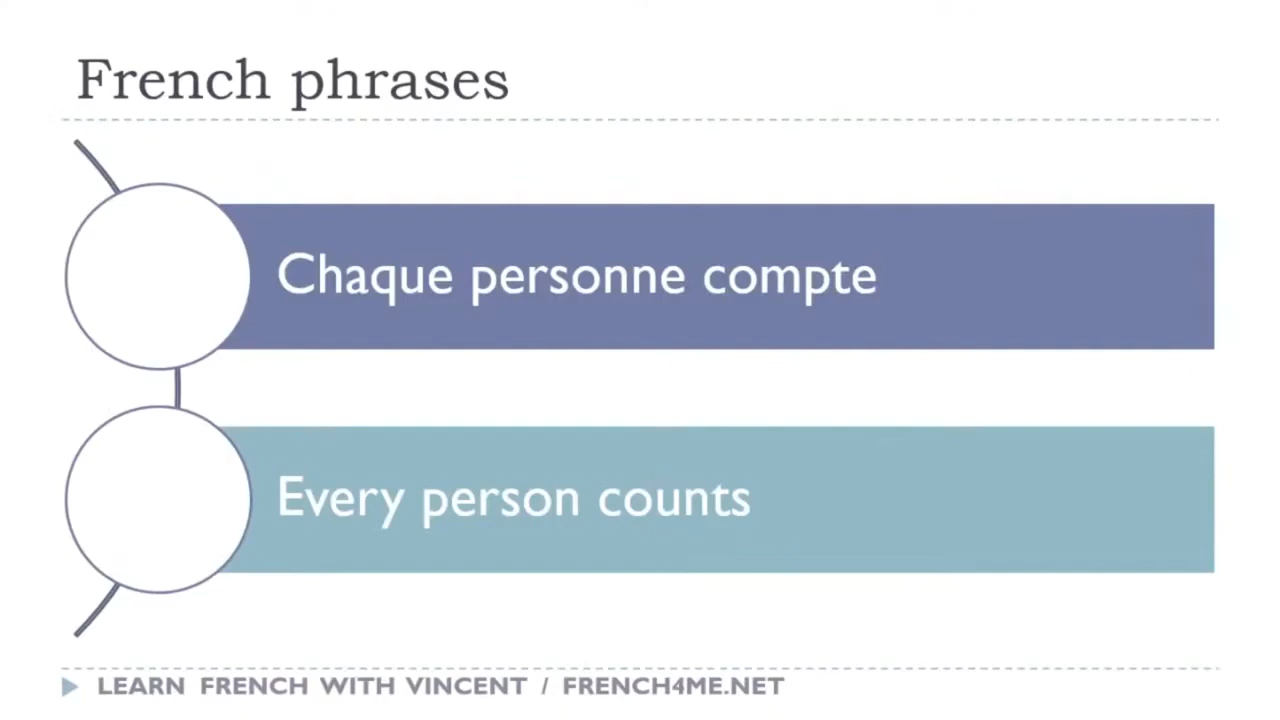 French phrases
Chaque personne compte
Every person counts
LEARN FRENCH WITH VINCENT / FRENCH4ME.NET